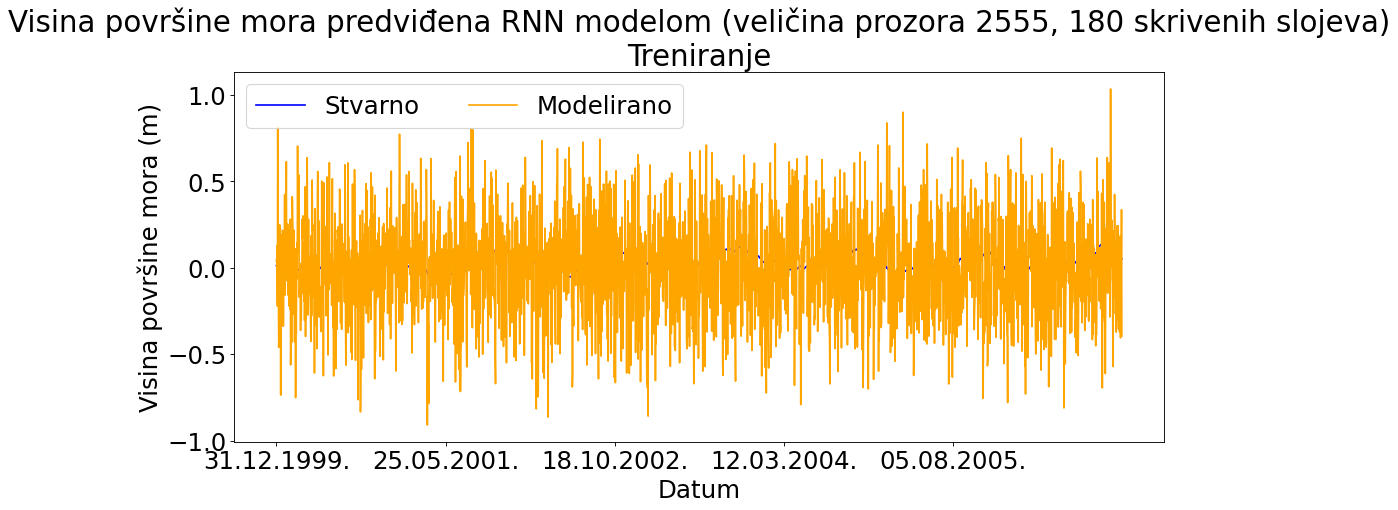 Visina površine mora predviđena RNN modelom (veličina prozora 2555, 180 skrivenih slojeva)
Treniranje
Stvarno
Modelirano
Visina površine mora (m)
1.0
0.5
0.0
−0.5
−1.0
31.12.1999.
25.05.2001.
18.10.2002.
12.03.2004.
05.08.2005.
Datum